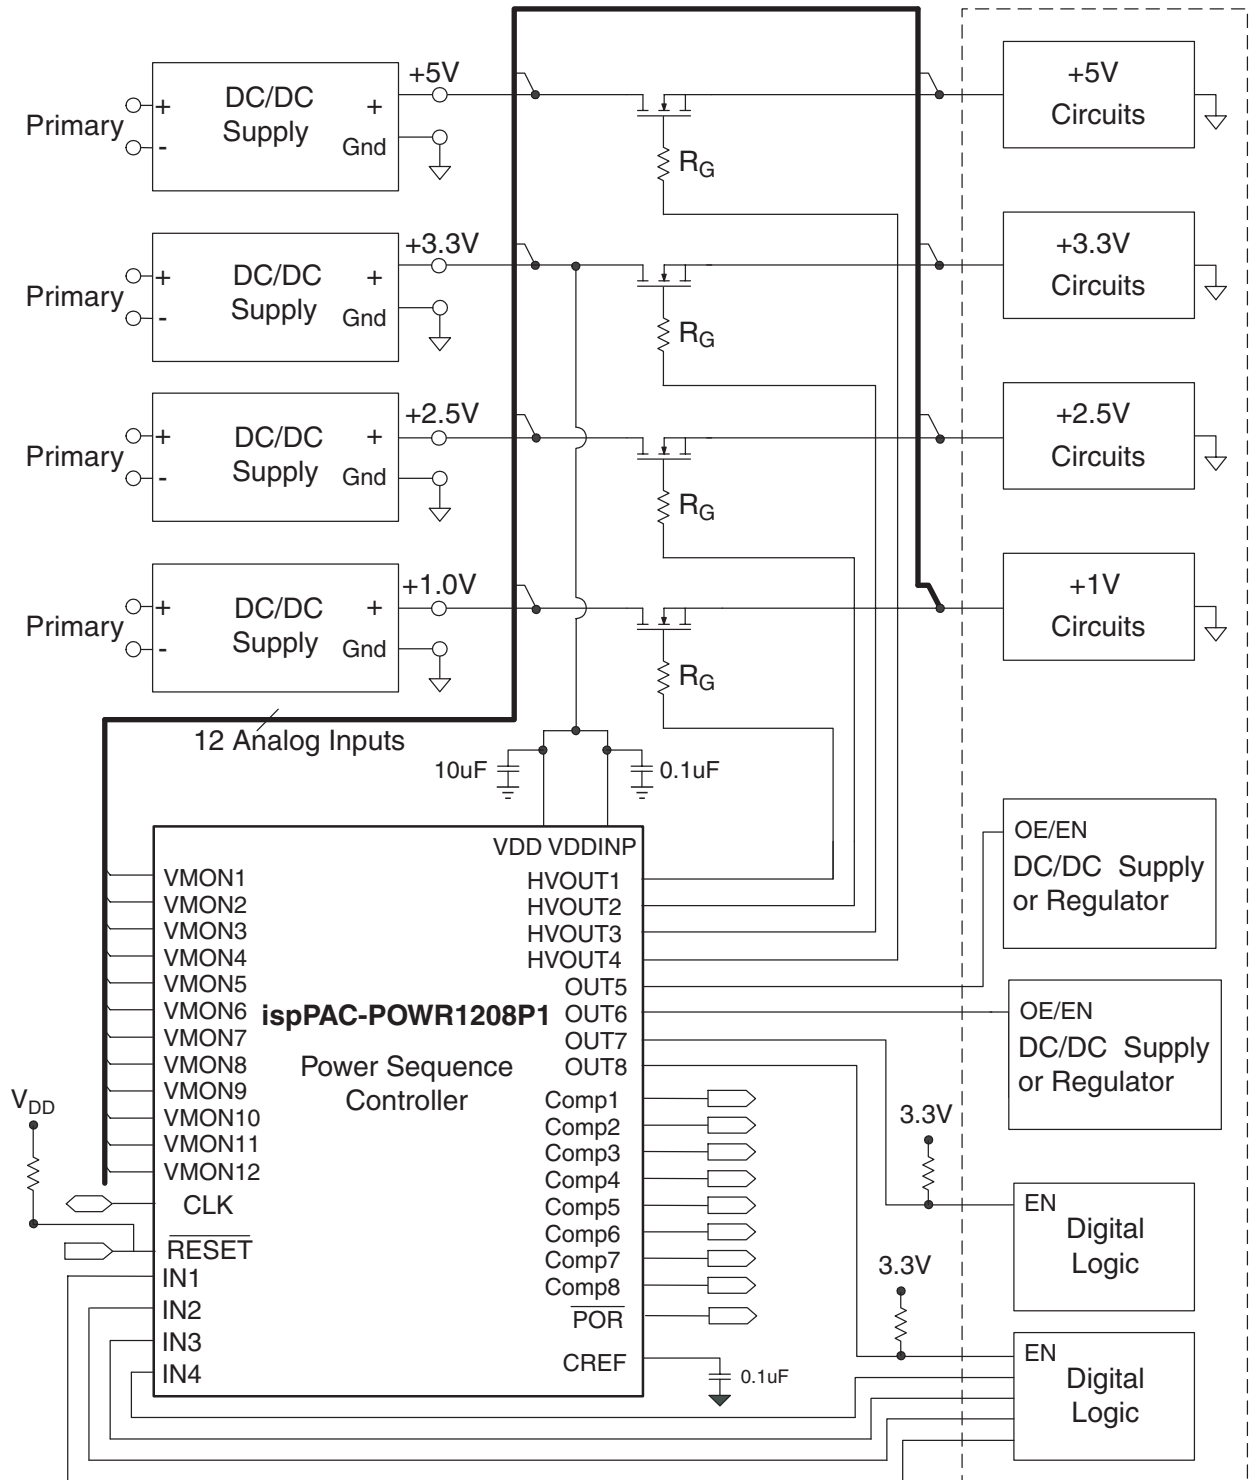 +5V
DC/DC
Supply
+
Gnd
Primary
+
-
RG
+5V
Circuits
+3.3V
DC/DC
Supply
+
Gnd
Primary
+
-
RG
+3.3V
Circuits
+2.5V
DC/DC
Supply
+
Gnd
Primary
+
-
RG
+2.5V
Circuits
+1.0V
DC/DC
Supply
+
Gnd
Primary
+
-
RG
+1V
Circuits
12 Analog Inputs
10uF
0.1uF
VDD VDDINP
VMON1
VMON2
VMON3
VMON4
VMON5
VMON6
VMON7
VMON8
VMON9
VMON10
VMON11
VMON12
CLK
RESET
IN1
IN2
IN3
IN4
VDD
ispPAC-POWR1208P1
Power Sequence
Controller
HVOUT1
HVOUT2
HVOUT3
HVOUT4
OUT5
OUT6
OUT7
OUT8
Comp1
Comp2
Comp3
Comp4
Comp5
Comp6
Comp7
Comp8
POR
CREF
0.1uF
OE/EN
DC/DC Supply
or Regulator
OE/EN
DC/DC Supply
or Regulator
3.3V
EN
Digital
Logic
3.3V
EN
Digital
Logic